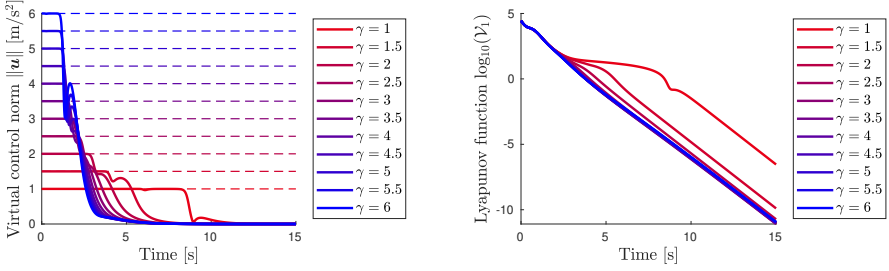 Virtual control norm ||u|| [m/s²]
6
5
4
3
2
1
0
0 5 10 15
Time [s]
γ = 1
γ = 1.5
γ = 2
γ = 2.5
γ = 3
γ = 3.5
γ = 4
γ = 4.5
γ = 5
γ = 5.5
γ = 6
Lyapunov function log₁₀(𝒱₁)
5
0
-5
-10
0 5 10 15
Time [s]
γ = 1
γ = 1.5
γ = 2
γ = 2.5
γ = 3
γ = 3.5
γ = 4
γ = 4.5
γ = 5
γ = 5.5
γ = 6